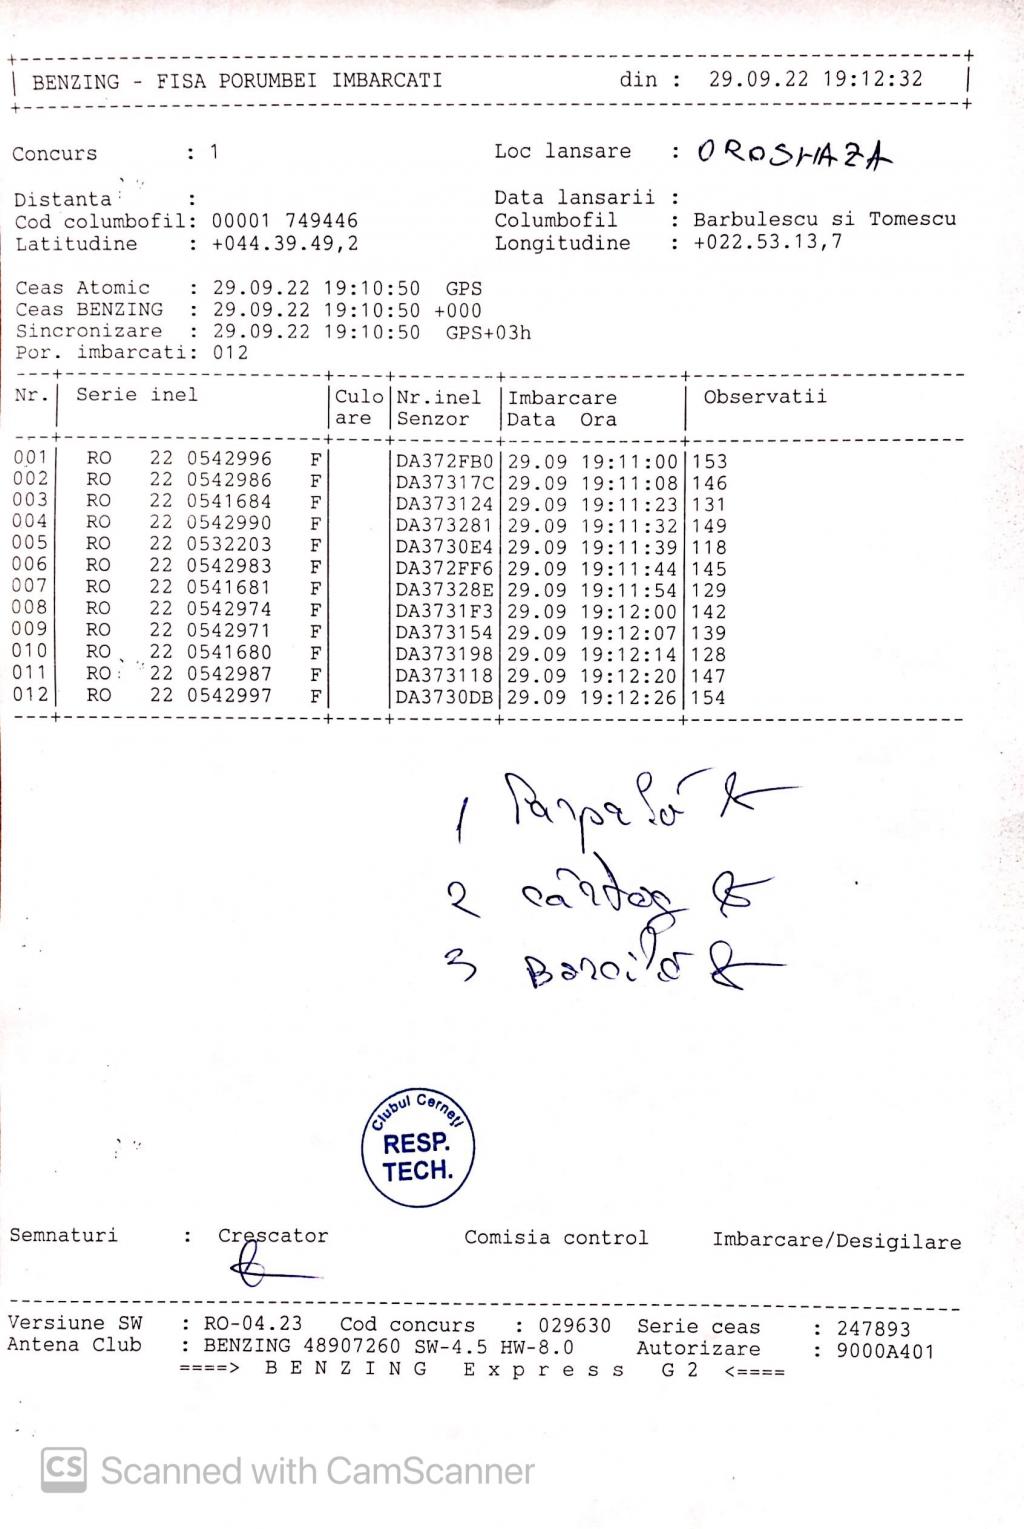 BENZING - FISA PORUMBEI IMBARCATI din : 29.09.22 19:12:32
Concurs : 1 Loc lansare : OROSHAZA
Distanta : Data lansarii :
Cod columbofil: 00001 749446 Columbofil : Barbulescu si Tomescu
Latitudine : +044.39.49,2 Longitudine : +022.53.13,7
Ceas Atomic : 29.09.22 19:10:50 GPS
Ceas BENZING : 29.09.22 19:10:50 +000
Sincronizare : 29.09.22 19:10:50 GPS+03h
Por. imbarcati: 012
Nr. Serie inel Culo Nr.inel Imbarcare Observatii
are Senzor Data Ora
001 RO 22 0542996 F DA372FB0 29.09 19:11:00 153
002 RO 22 0542986 F DA37317C 29.09 19:11:08 146
003 RO 22 0541684 F DA373124 29.09 19:11:23 131
004 RO 22 0542990 F DA373281 29.09 19:11:32 149
005 RO 22 0532203 F DA3730E4 29.09 19:11:39 118
006 RO 22 0542983 F DA372FF6 29.09 19:11:44 145
007 RO 22 0541681 F DA37328E 29.09 19:11:54 129
008 RO 22 0542974 F DA3731F3 29.09 19:12:00 142
009 RO 22 0542971 F DA373154 29.09 19:12:07 139
010 RO 22 0541680 F DA373198 29.09 19:12:14 128
011 RO 22 0542987 F DA373118 29.09 19:12:20 147
012 RO 22 0542997 F DA3730DB 29.09 19:12:26 154
1
2
3
Clubul Cerneți
RESP.
TECH.
Semnaturi : Crescator Comisia control Imbarcare/Desigilare
Versiune SW : RO-04.23 Cod concurs : 029630 Serie ceas : 247893
Antena Club : BENZING 48907260 SW-4.5 HW-8.0 Autorizare : 9000A401
====> B E N Z I N G E x p r e s s G 2 <====
CS Scanned with CamScanner